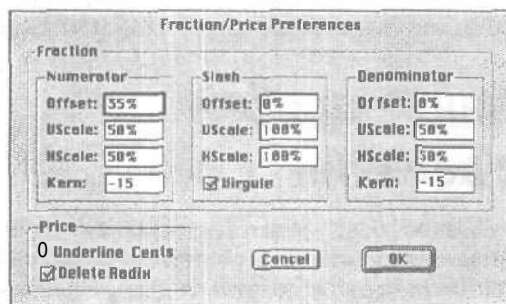 Fraction/Price Preferences
Fraction
Numerator
Offset: 35%
VScale: 50%
HScale: 50%
Kern: -15
Slash
Offset: 0%
VScale: 100%
HScale: 100%
Virgule
Denominator
Offset: 0%
VScale: 50%
HScale: 50%
Kern: -15
Price
Underline Cents
Delete Radix
Cancel
OK